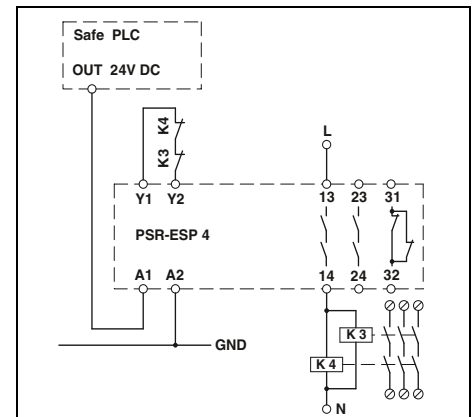 Safe PLC
OUT 24V DC
K4
K3
L
Y1 Y2
13 23 31
PSR-ESP 4
A1 A2
14 24 32
GND
K 3
K 4
N